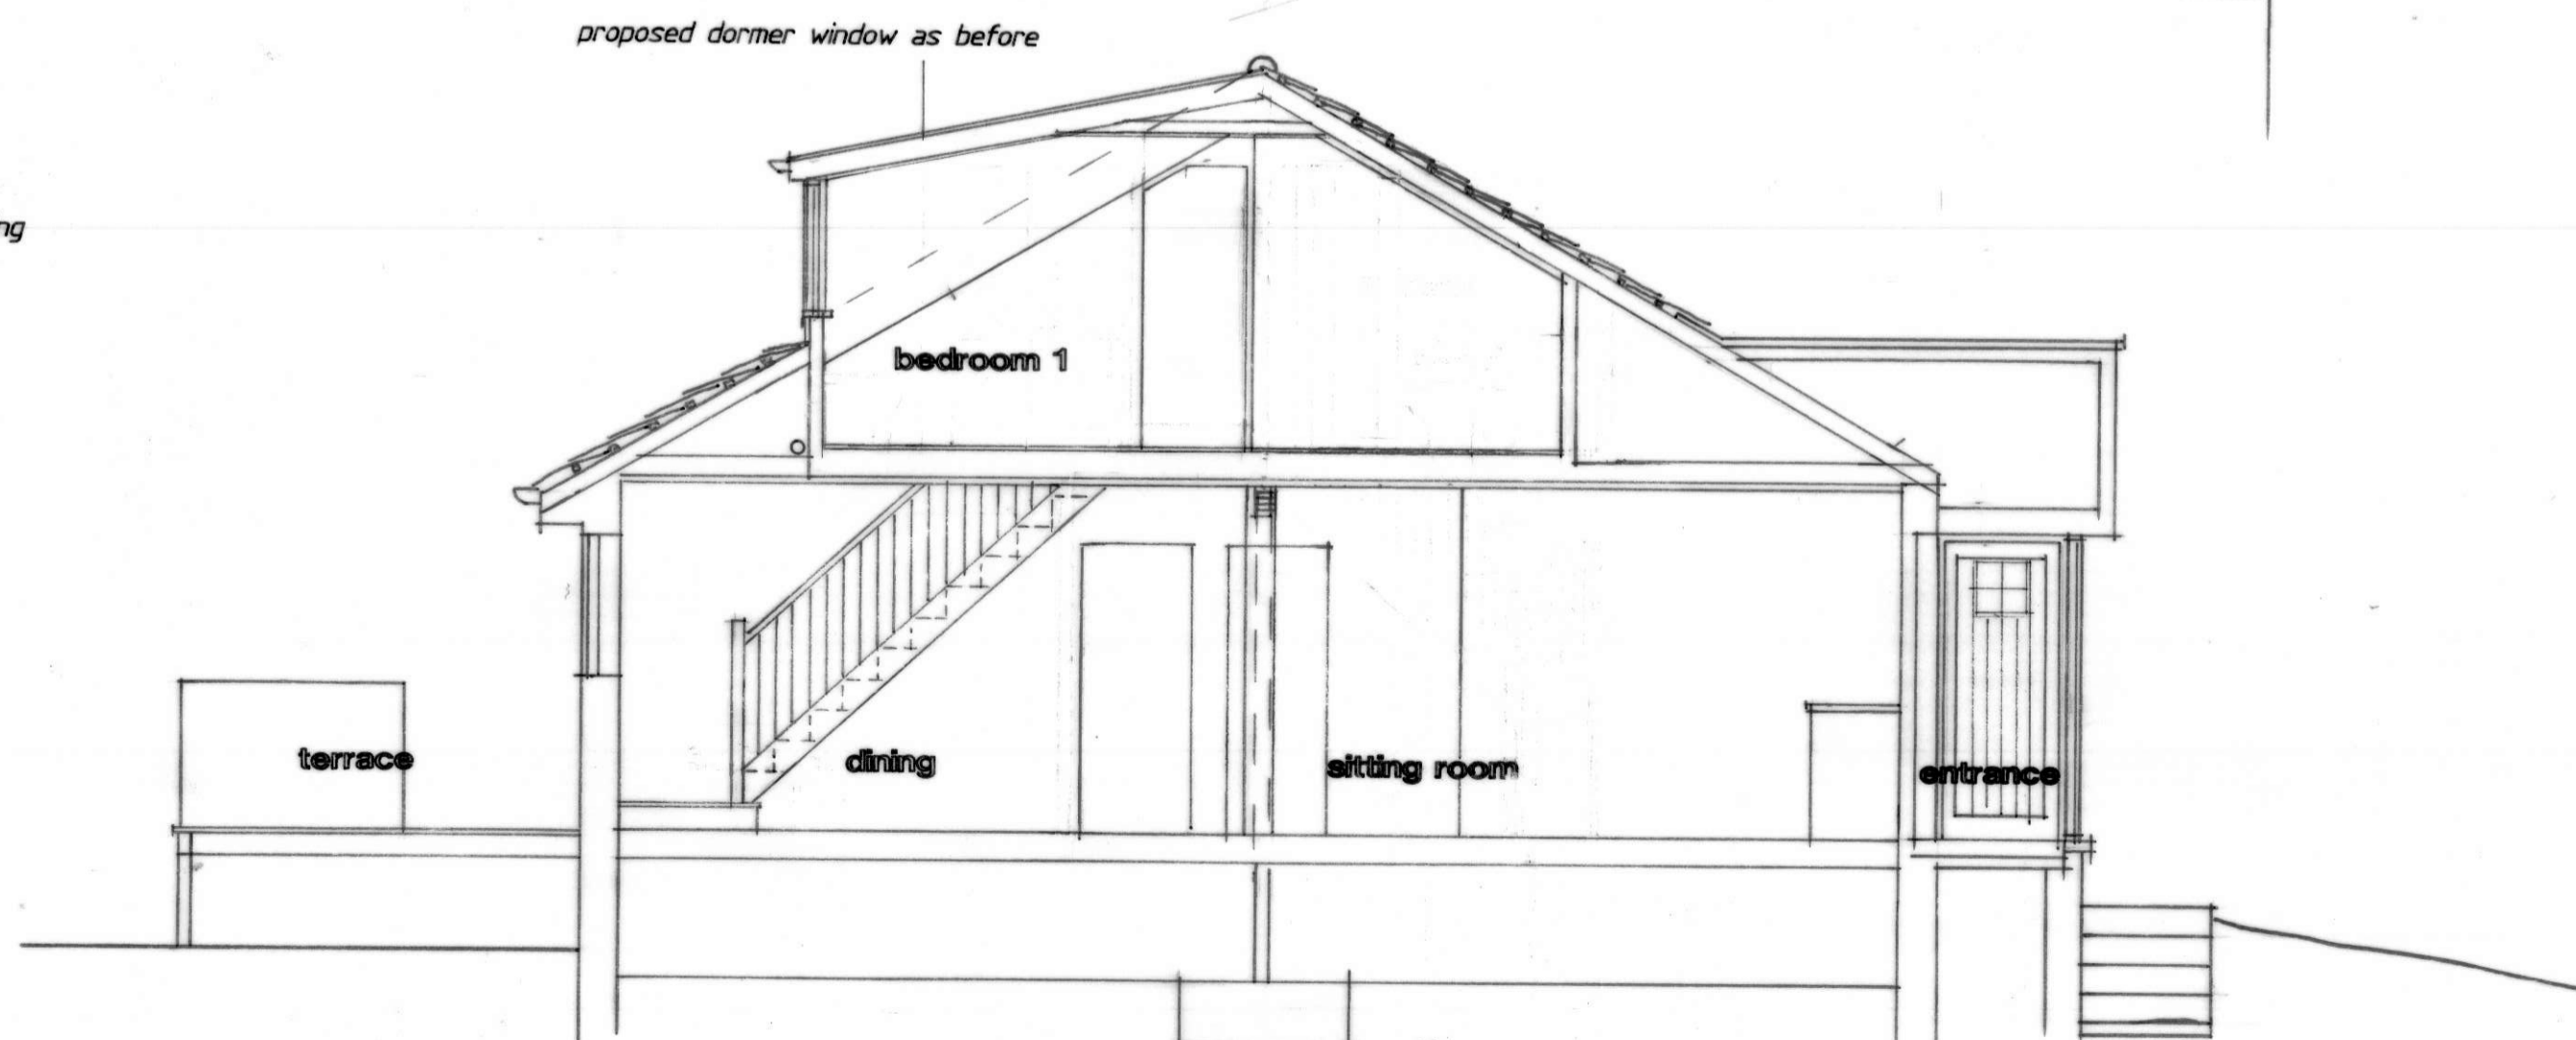 proposed dormer window as before
ng
bedroom 1
terrace
dining
sitting room
entrance